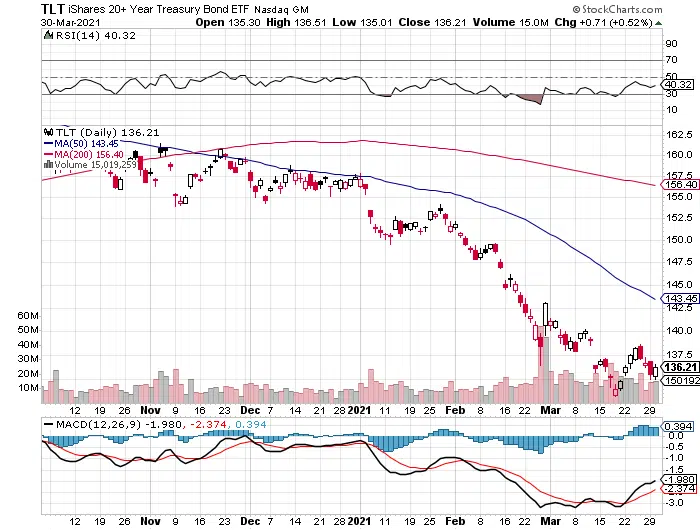 TLT iShares 20+ Year Treasury Bond ETF Nasdaq GM © StockCharts.com
30-Mar-2021 Open 135.30 High 136.51 Low 135.01 Close 136.21 Volume 15.0M Chg +0.71 (+0.52%)
RSI(14) 40.32
90
70
50
40.32
30
10
TLT (Daily) 136.21
MA(50) 143.45
MA(200) 156.40
Volume 15,019,259
162.5
160.0
157.5
156.40
155.0
152.5
150.0
147.5
145.0
143.45
142.5
140.0
137.5
136.21
150192
60M
50M
40M
30M
20M
10M
12 19 26 Nov 9 16 23 Dec 7 14 21 28 2021 11 19 25 Feb 8 16 22 Mar 8 15 22 29
MACD(12,26,9) -1.980, -2.374, 0.394
0.394
0.0
-0.5
-1.0
-1.5
-1.980
-2.374
-3.0
12 19 26 Nov 9 16 23 Dec 7 14 21 28 2021 11 19 25 Feb 8 16 22 Mar 8 15 22 29